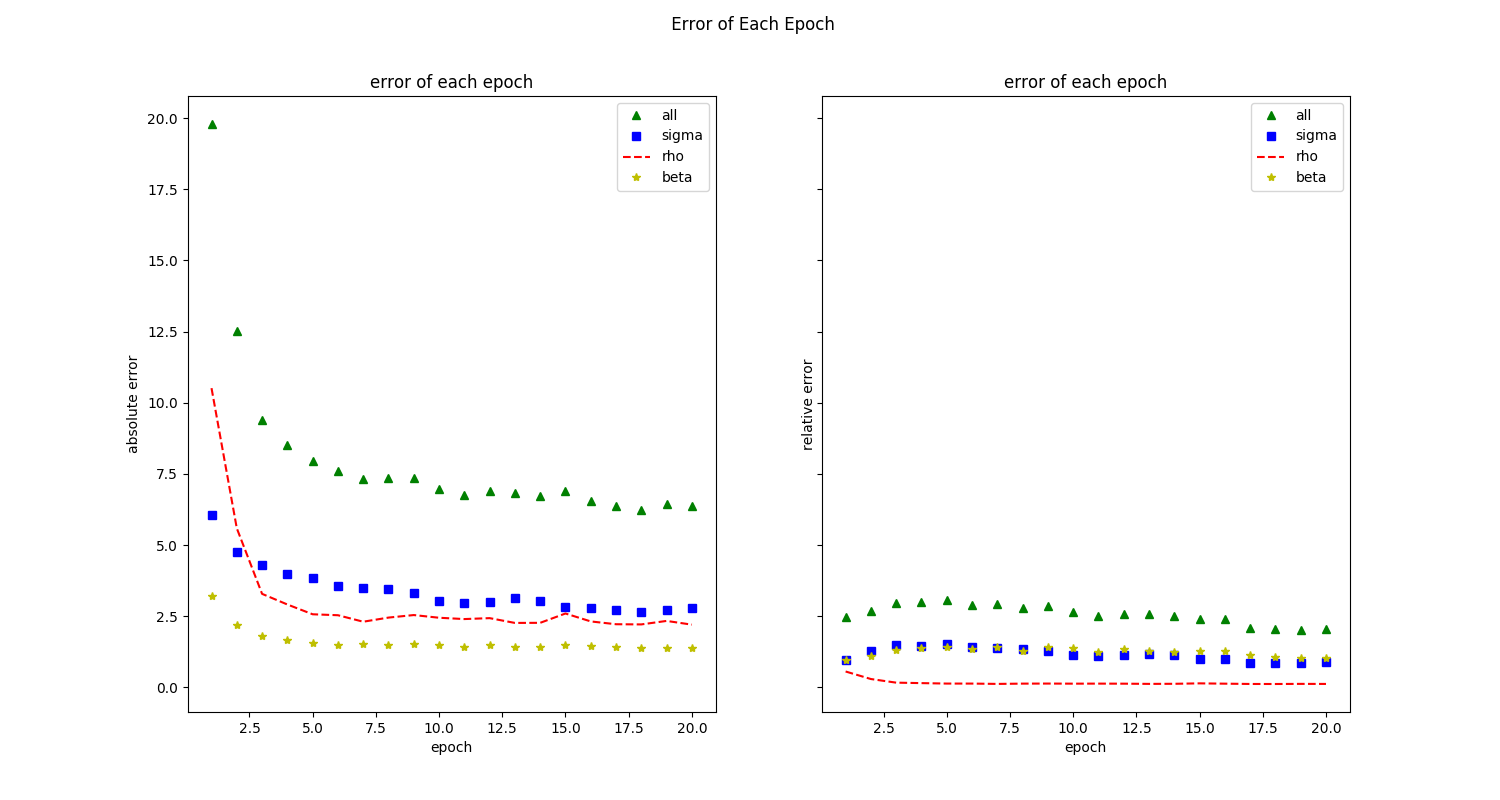 Error of Each Epoch
error of each epoch
all
sigma
rho
beta
20.0
17.5
15.0
12.5
10.0
7.5
5.0
2.5
0.0
absolute error
2.5 5.0 7.5 10.0 12.5 15.0 17.5 20.0
epoch
error of each epoch
all
sigma
rho
beta
relative error
2.5 5.0 7.5 10.0 12.5 15.0 17.5 20.0
epoch